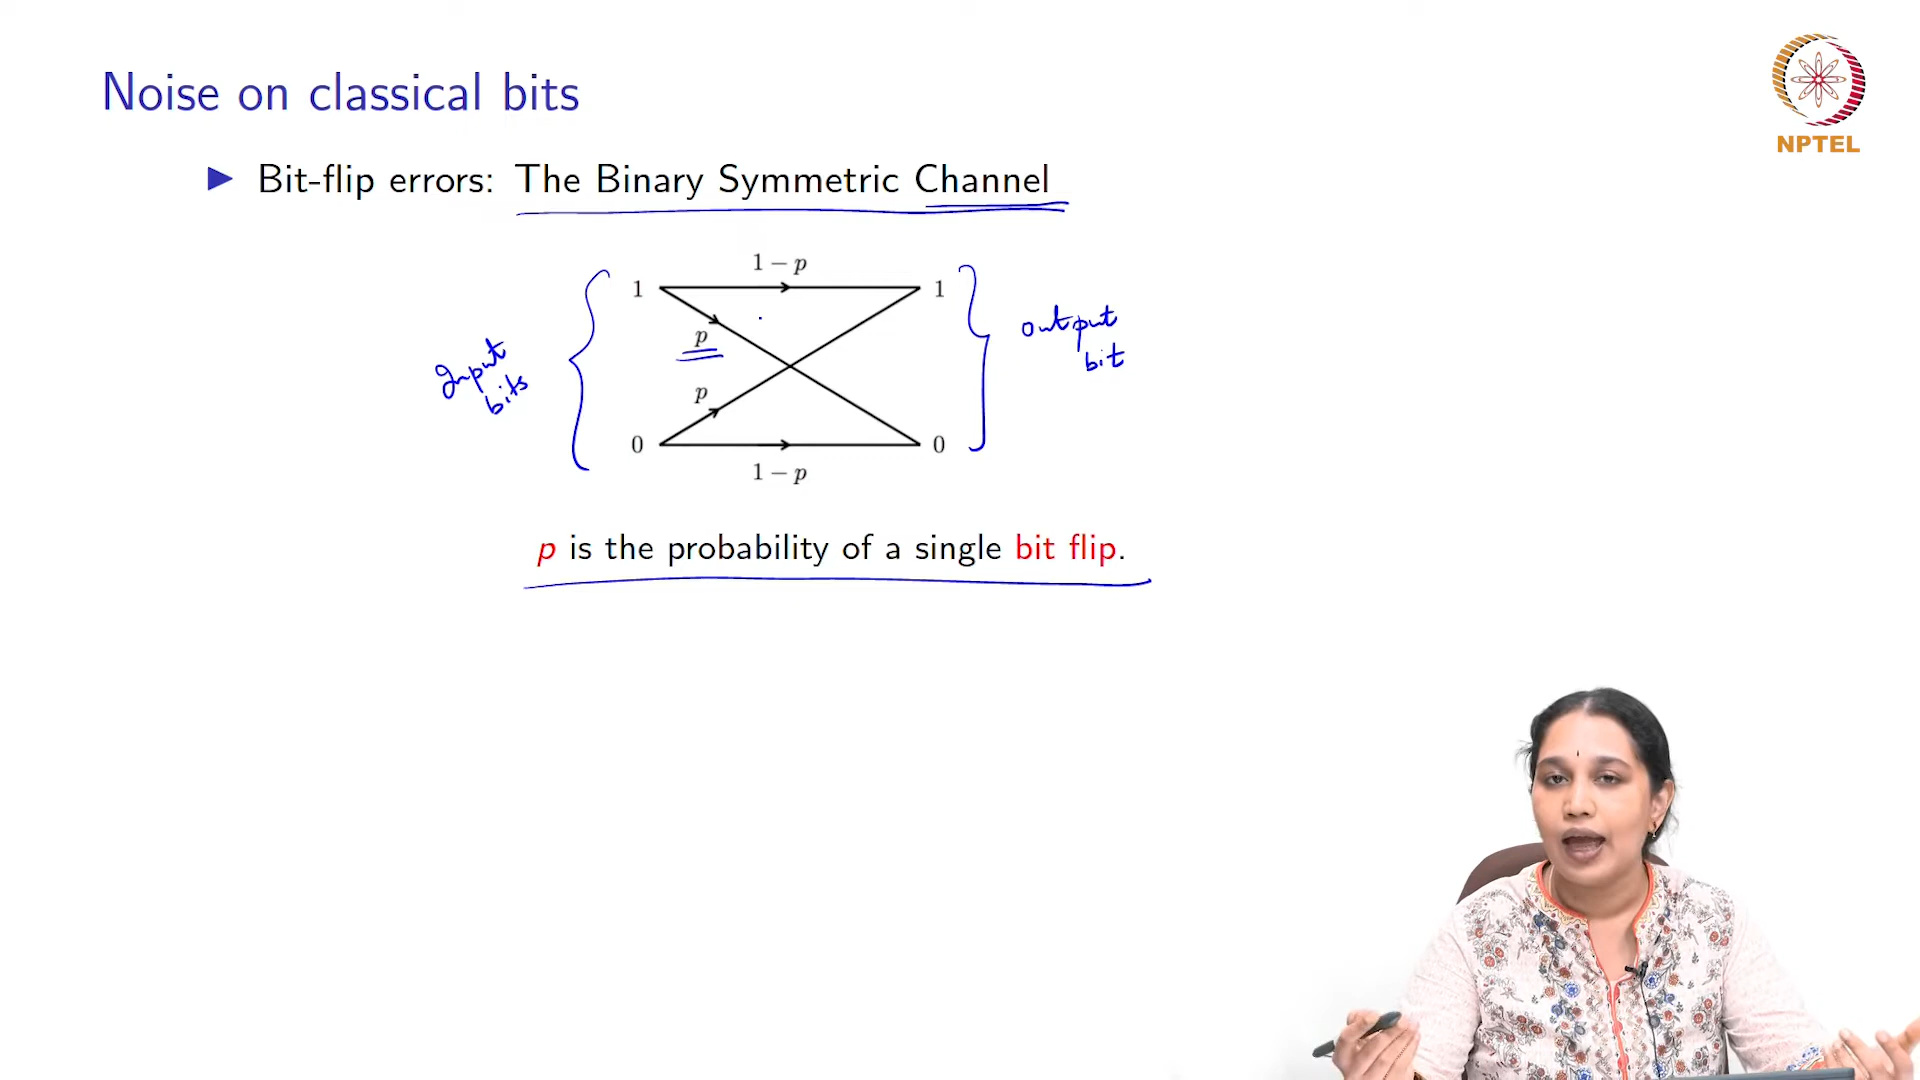 NPTEL
Noise on classical bits
▶ Bit-flip errors: The Binary Symmetric Channel
1 − p
1 1
p
p
0 0
1 − p
Input
bits
output
bit
p is the probability of a single bit flip.